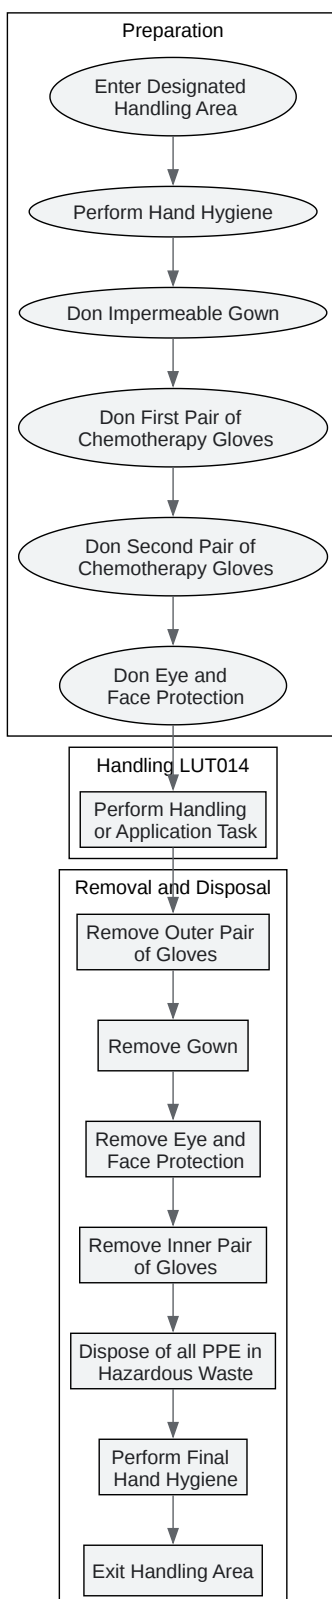 Preparation
Enter Designated
Handling Area
Perform Hand Hygiene
Don Impermeable Gown
Don First Pair of
Chemotherapy Gloves
Don Second Pair of
Chemotherapy Gloves
Don Eye and
Face Protection
Handling LUT014
Perform Handling
or Application Task
Removal and Disposal
Remove Outer Pair
of Gloves
Remove Gown
Remove Eye and
Face Protection
Remove Inner Pair
of Gloves
Dispose of all PPE in
Hazardous Waste
Perform Final
Hand Hygiene
Exit Handling Area